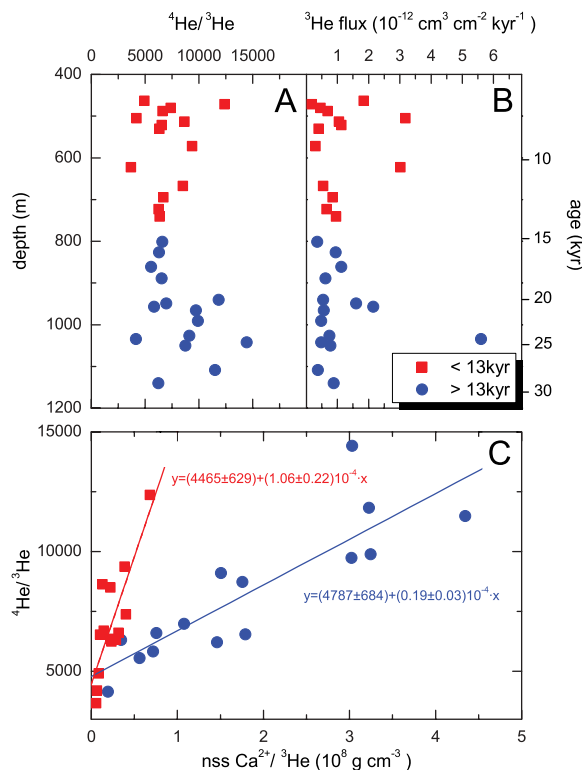 ⁴He/ ³He
³He flux (10⁻¹² cm³ cm⁻² kyr⁻¹)
5000 10000 15000
1 2 3 4 5 6
A
B
400
600
800
1000
1200
depth (m)
10
15
20
25
30
age (kyr)
< 13kyr
> 13kyr
C
15000
10000
5000
⁴He/ ³He
y=(4465±629)+(1.06±0.22)10⁻⁴·x
y=(4787±684)+(0.19±0.03)10⁻⁴·x
0 1 2 3 4 5
nss Ca²⁺/ ³He (10⁸ g cm⁻³)